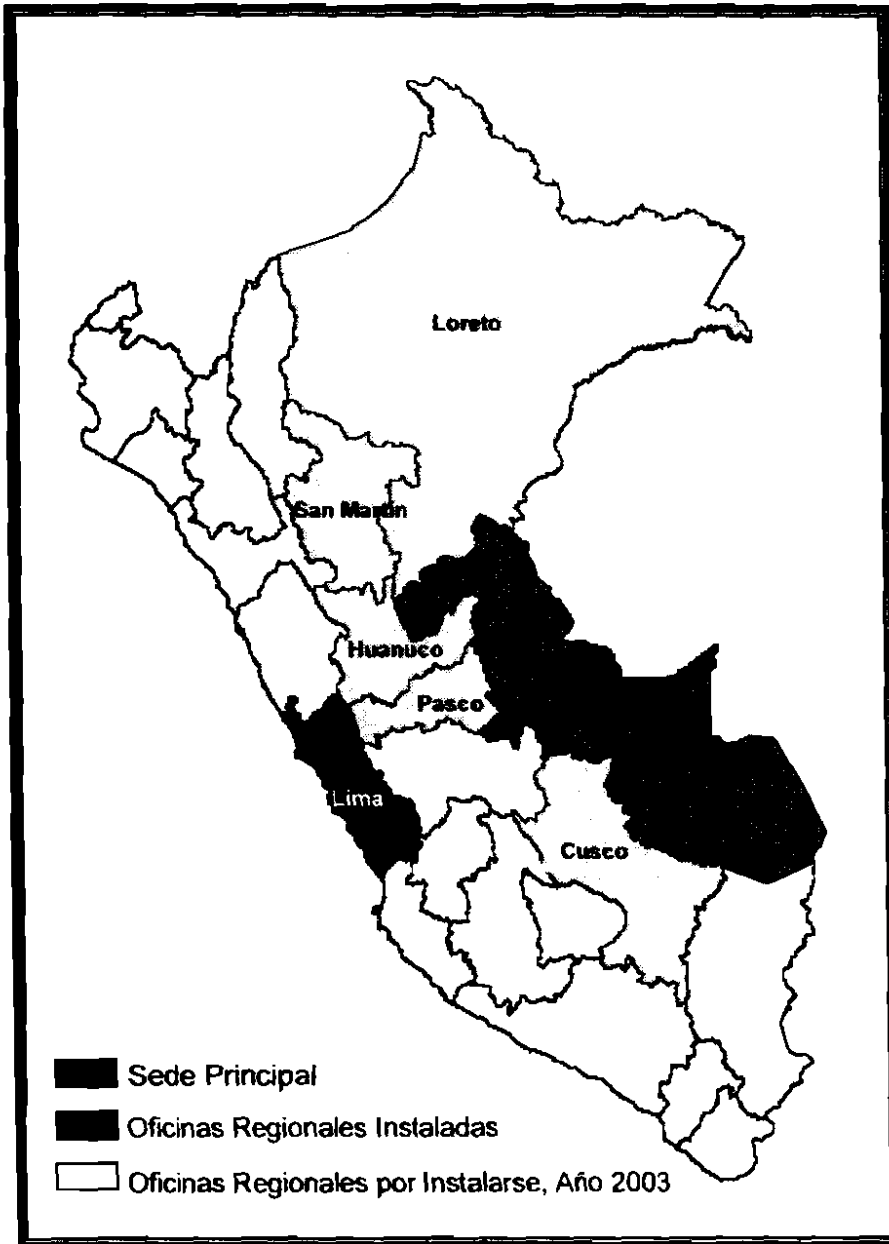 Loreto
San Martin
Huanuco
Pasco
Lima
Cusco
Sede Principal
Oficinas Regionales Instaladas
Oficinas Regionales por Instalarse, Año 2003